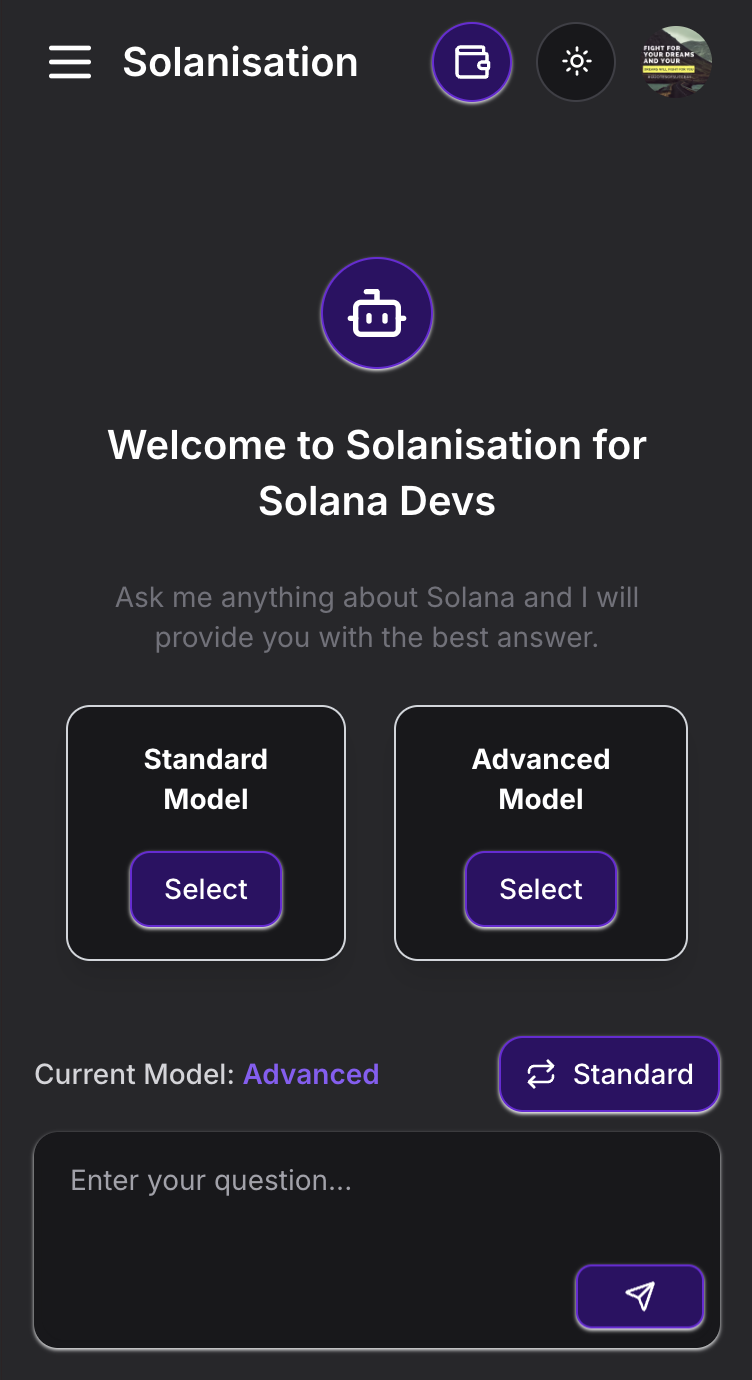 Solanisation
FIGHT FOR
YOUR DREAMS
AND YOUR
Welcome to Solanisation for
Solana Devs
Ask me anything about Solana and I will
provide you with the best answer.
Standard
Model
Select
Advanced
Model
Select
Current Model: Advanced
Standard
Enter your question...